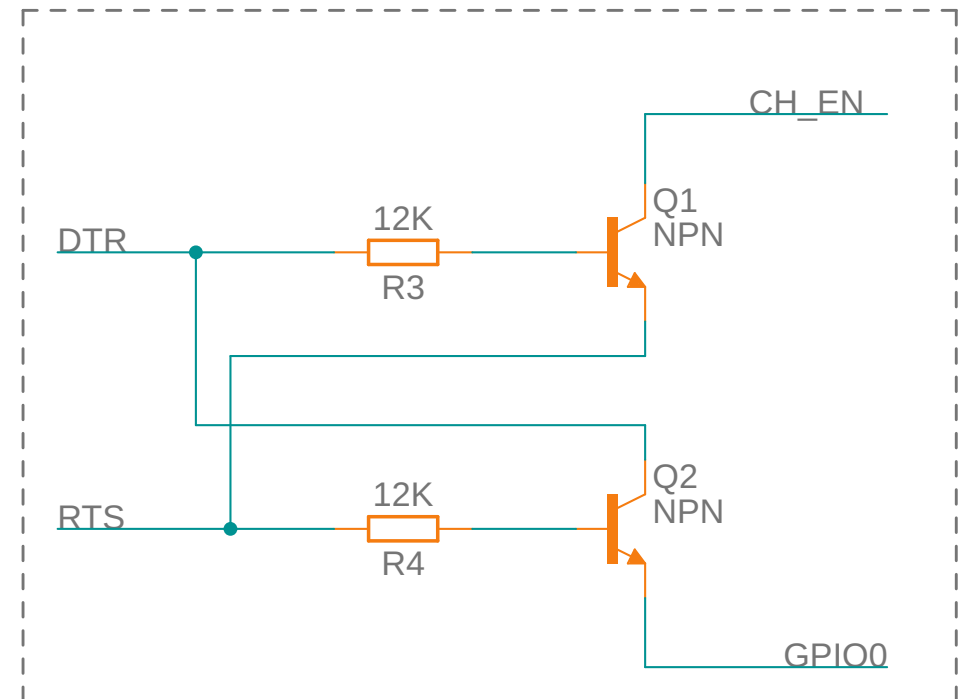 CH_EN
Q1
NPN
12K
DTR
R3
Q2
NPN
12K
RTS
R4
GPIO0